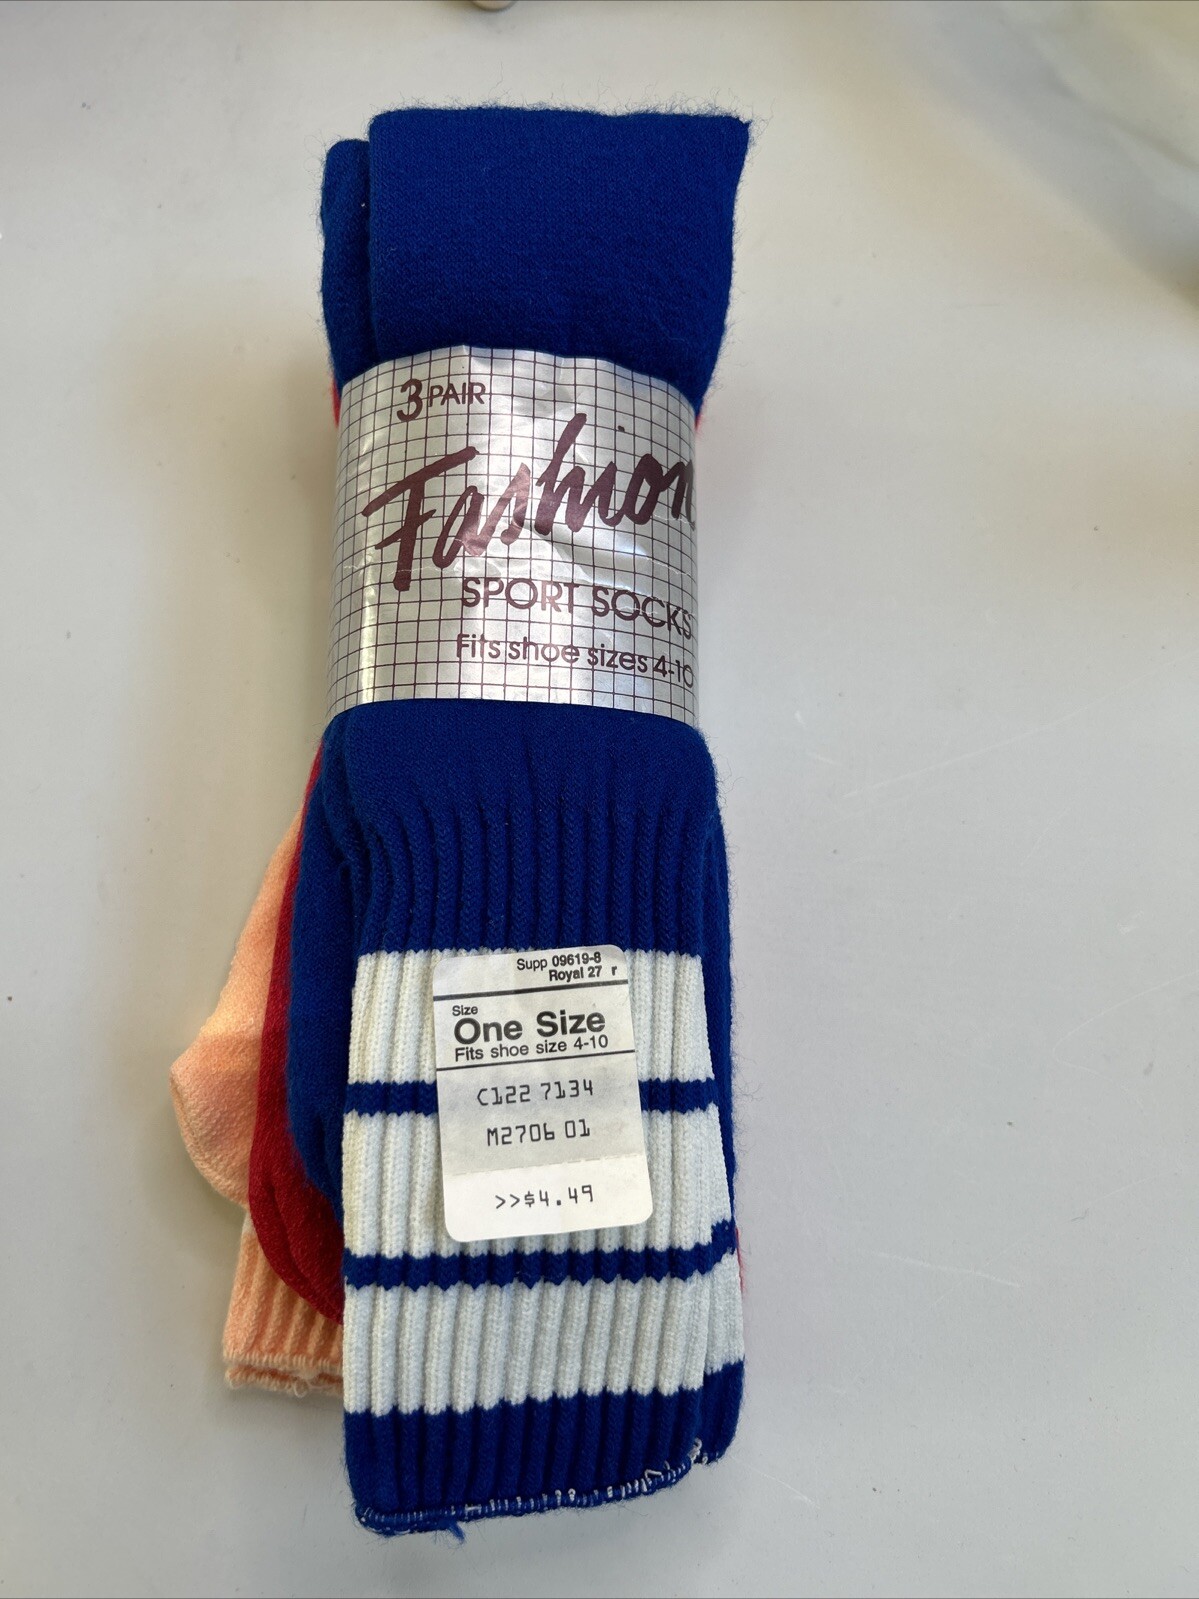 3 PAIR
Fashion
SPORT SOCKS
Fits shoe sizes 4-10
Supp 09619-8
Royal 27 r
Size
One Size
Fits shoe size 4-10
C122 7134
M2706 01
>>$4.49